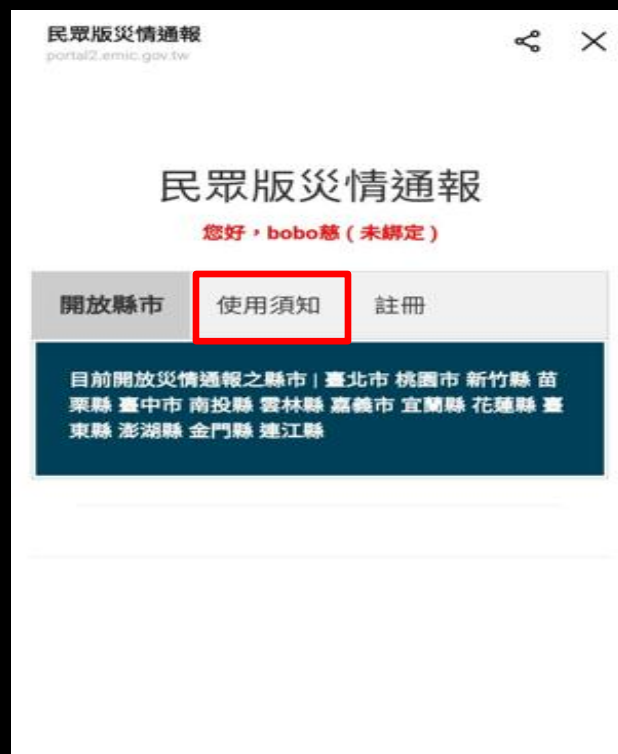 民眾版災情通報
portal2.emic.gov.tw
民眾版災情通報
您好，bobo慈 ( 未綁定 )
開放縣市 使用須知 註冊
目前開放災情通報之縣市 | 臺北市 桃園市 新竹縣 苗
栗縣 臺中市 南投縣 雲林縣 嘉義市 宜蘭縣 花蓮縣 臺
東縣 澎湖縣 金門縣 連江縣